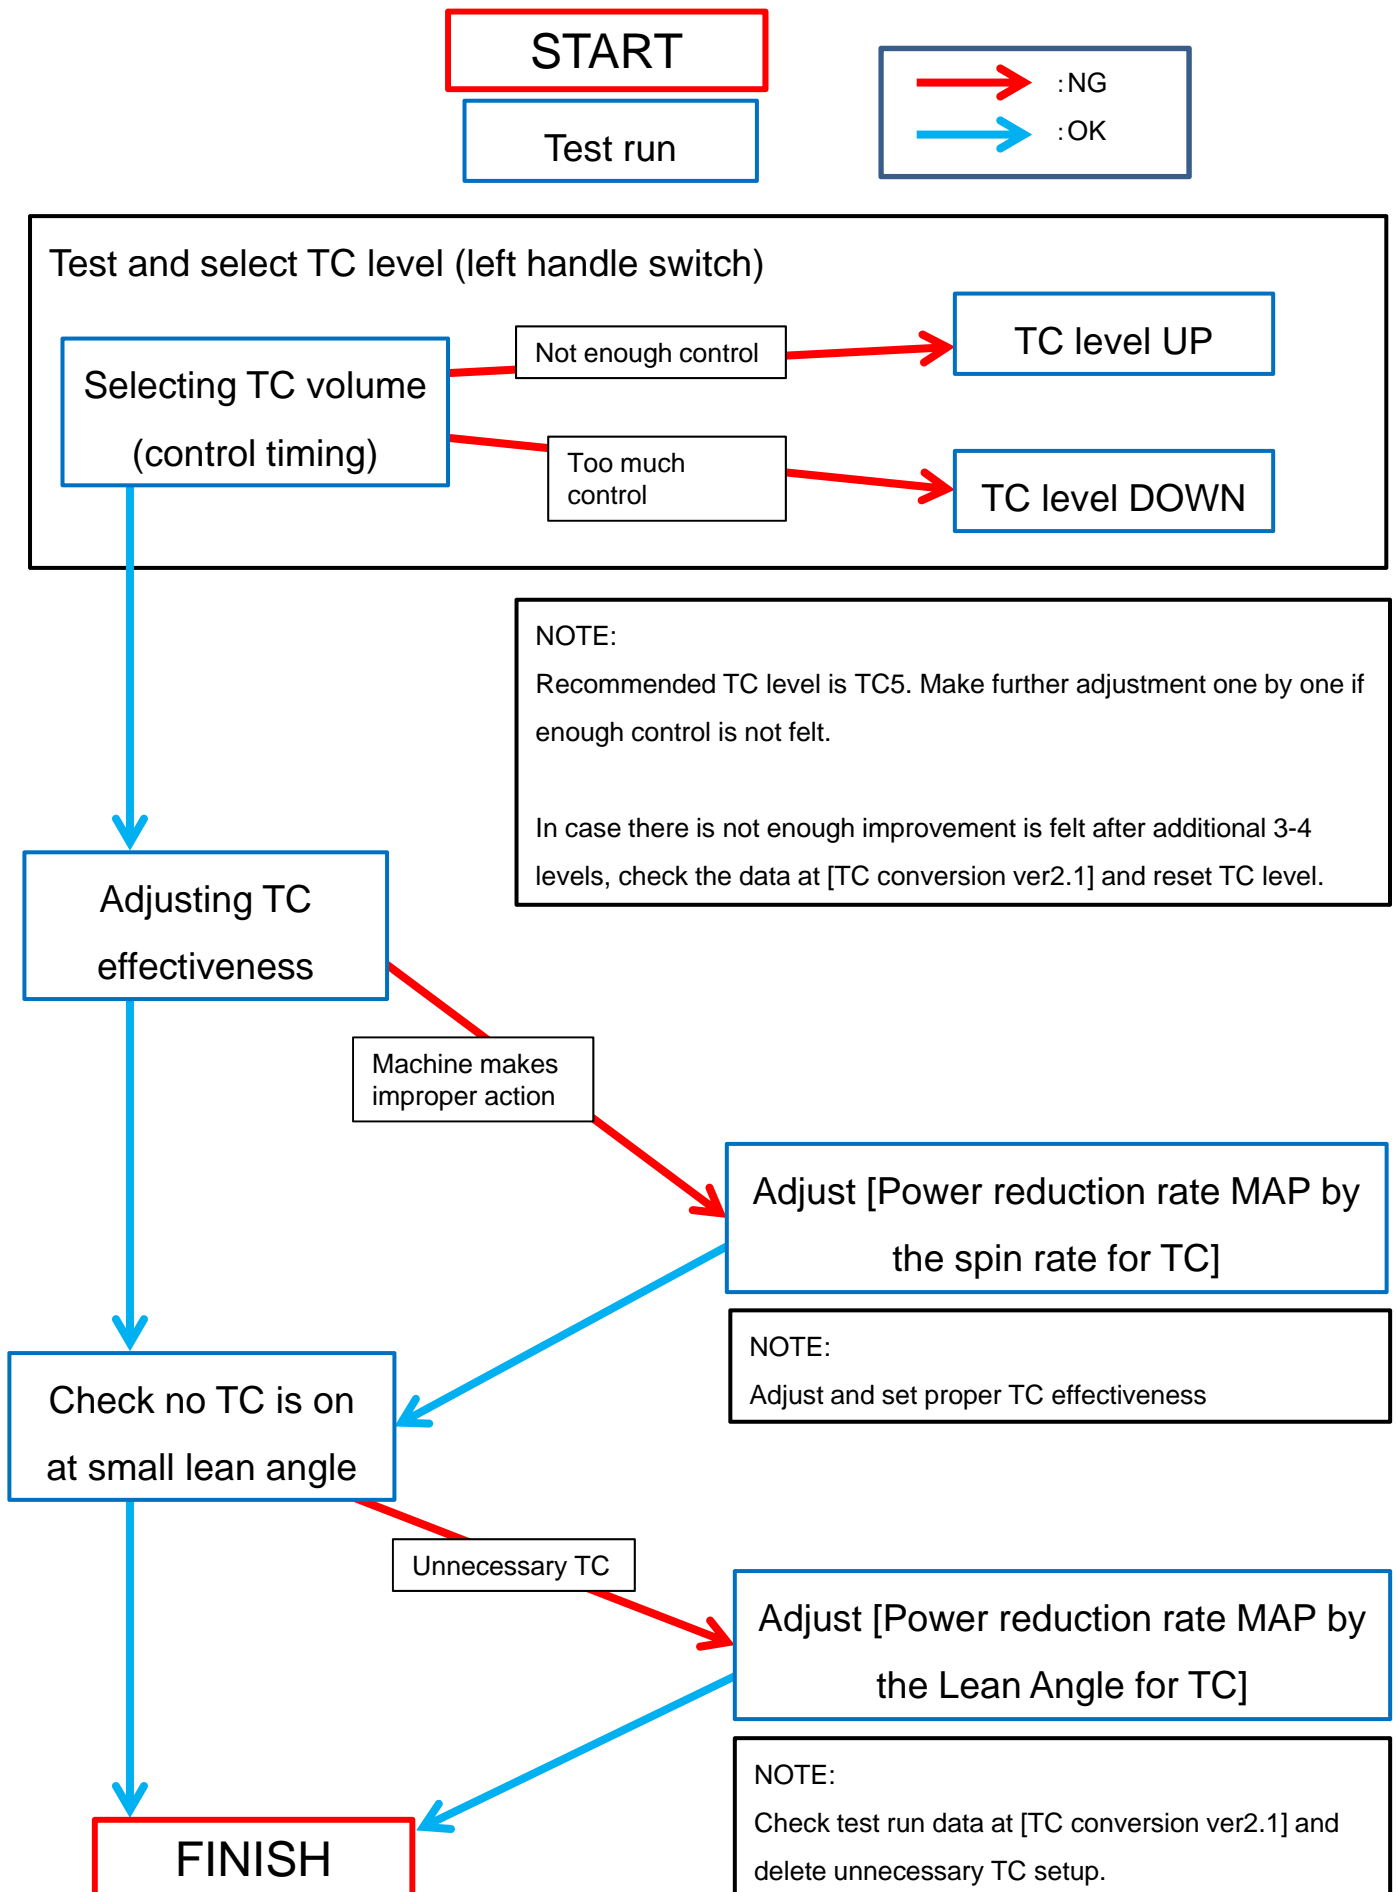 START
:NG
:OK
Test run
Test and select TC level (left handle switch)
Not enough control
TC level UP
Selecting TC volume
(control timing)
Too much
control
TC level DOWN
NOTE:
Recommended TC level is TC5. Make further adjustment one by one if
enough control is not felt.
In case there is not enough improvement is felt after additional 3-4
levels, check the data at [TC conversion ver2.1] and reset TC level.
Adjusting TC
effectiveness
Machine makes
improper action
Adjust [Power reduction rate MAP by
the spin rate for TC]
NOTE:
Adjust and set proper TC effectiveness
Check no TC is on
at small lean angle
Unnecessary TC
Adjust [Power reduction rate MAP by
the Lean Angle for TC]
NOTE:
Check test run data at [TC conversion ver2.1] and
delete unnecessary TC setup.
FINISH